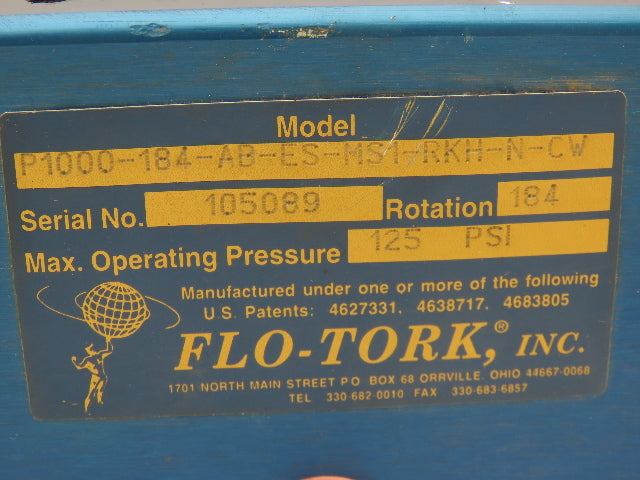 Model
P1000-184-AB-ES-MS1-RKH-N-CW
Serial No. 105089 Rotation 184
Max. Operating Pressure 125 PSI
Manufactured under one or more of the following
U.S. Patents: 4627331, 4638717, 4683805
FLO-TORK,® INC.
1701 NORTH MAIN STREET P O BOX 68 ORRVILLE, OHIO 44667-0068
TEL 330-682-0010 FAX 330-683-6857